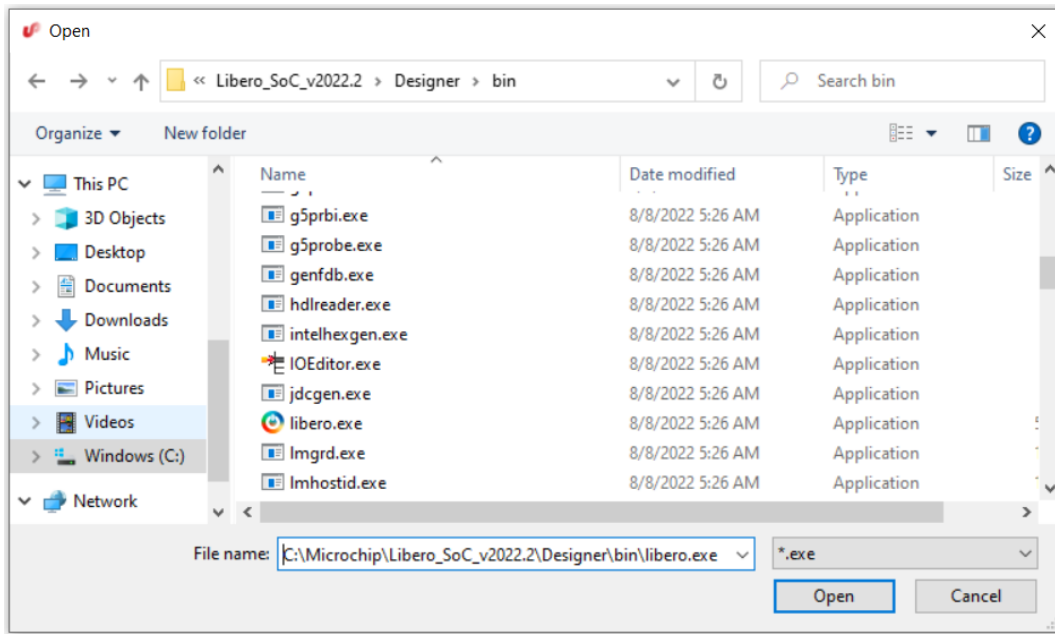 Open
« Libero_SoC_v2022.2 > Designer > bin
Search bin
Organize
New folder
Name Date modified Type Size
This PC
3D Objects
Desktop
Documents
Downloads
Music
Pictures
Videos
Windows (C:)
Network
g5prbi.exe 8/8/2022 5:26 AM Application
g5probe.exe 8/8/2022 5:26 AM Application
genfdb.exe 8/8/2022 5:26 AM Application
hdlreader.exe 8/8/2022 5:26 AM Application
intelhexgen.exe 8/8/2022 5:26 AM Application
IOEditor.exe 8/8/2022 5:26 AM Application
jdcgen.exe 8/8/2022 5:26 AM Application
libero.exe 8/8/2022 5:26 AM Application
lmgrd.exe 8/8/2022 5:26 AM Application
lmhostid.exe 8/8/2022 5:26 AM Application
File name: C:\Microchip\Libero_SoC_v2022.2\Designer\bin\libero.exe
*.exe
Open
Cancel